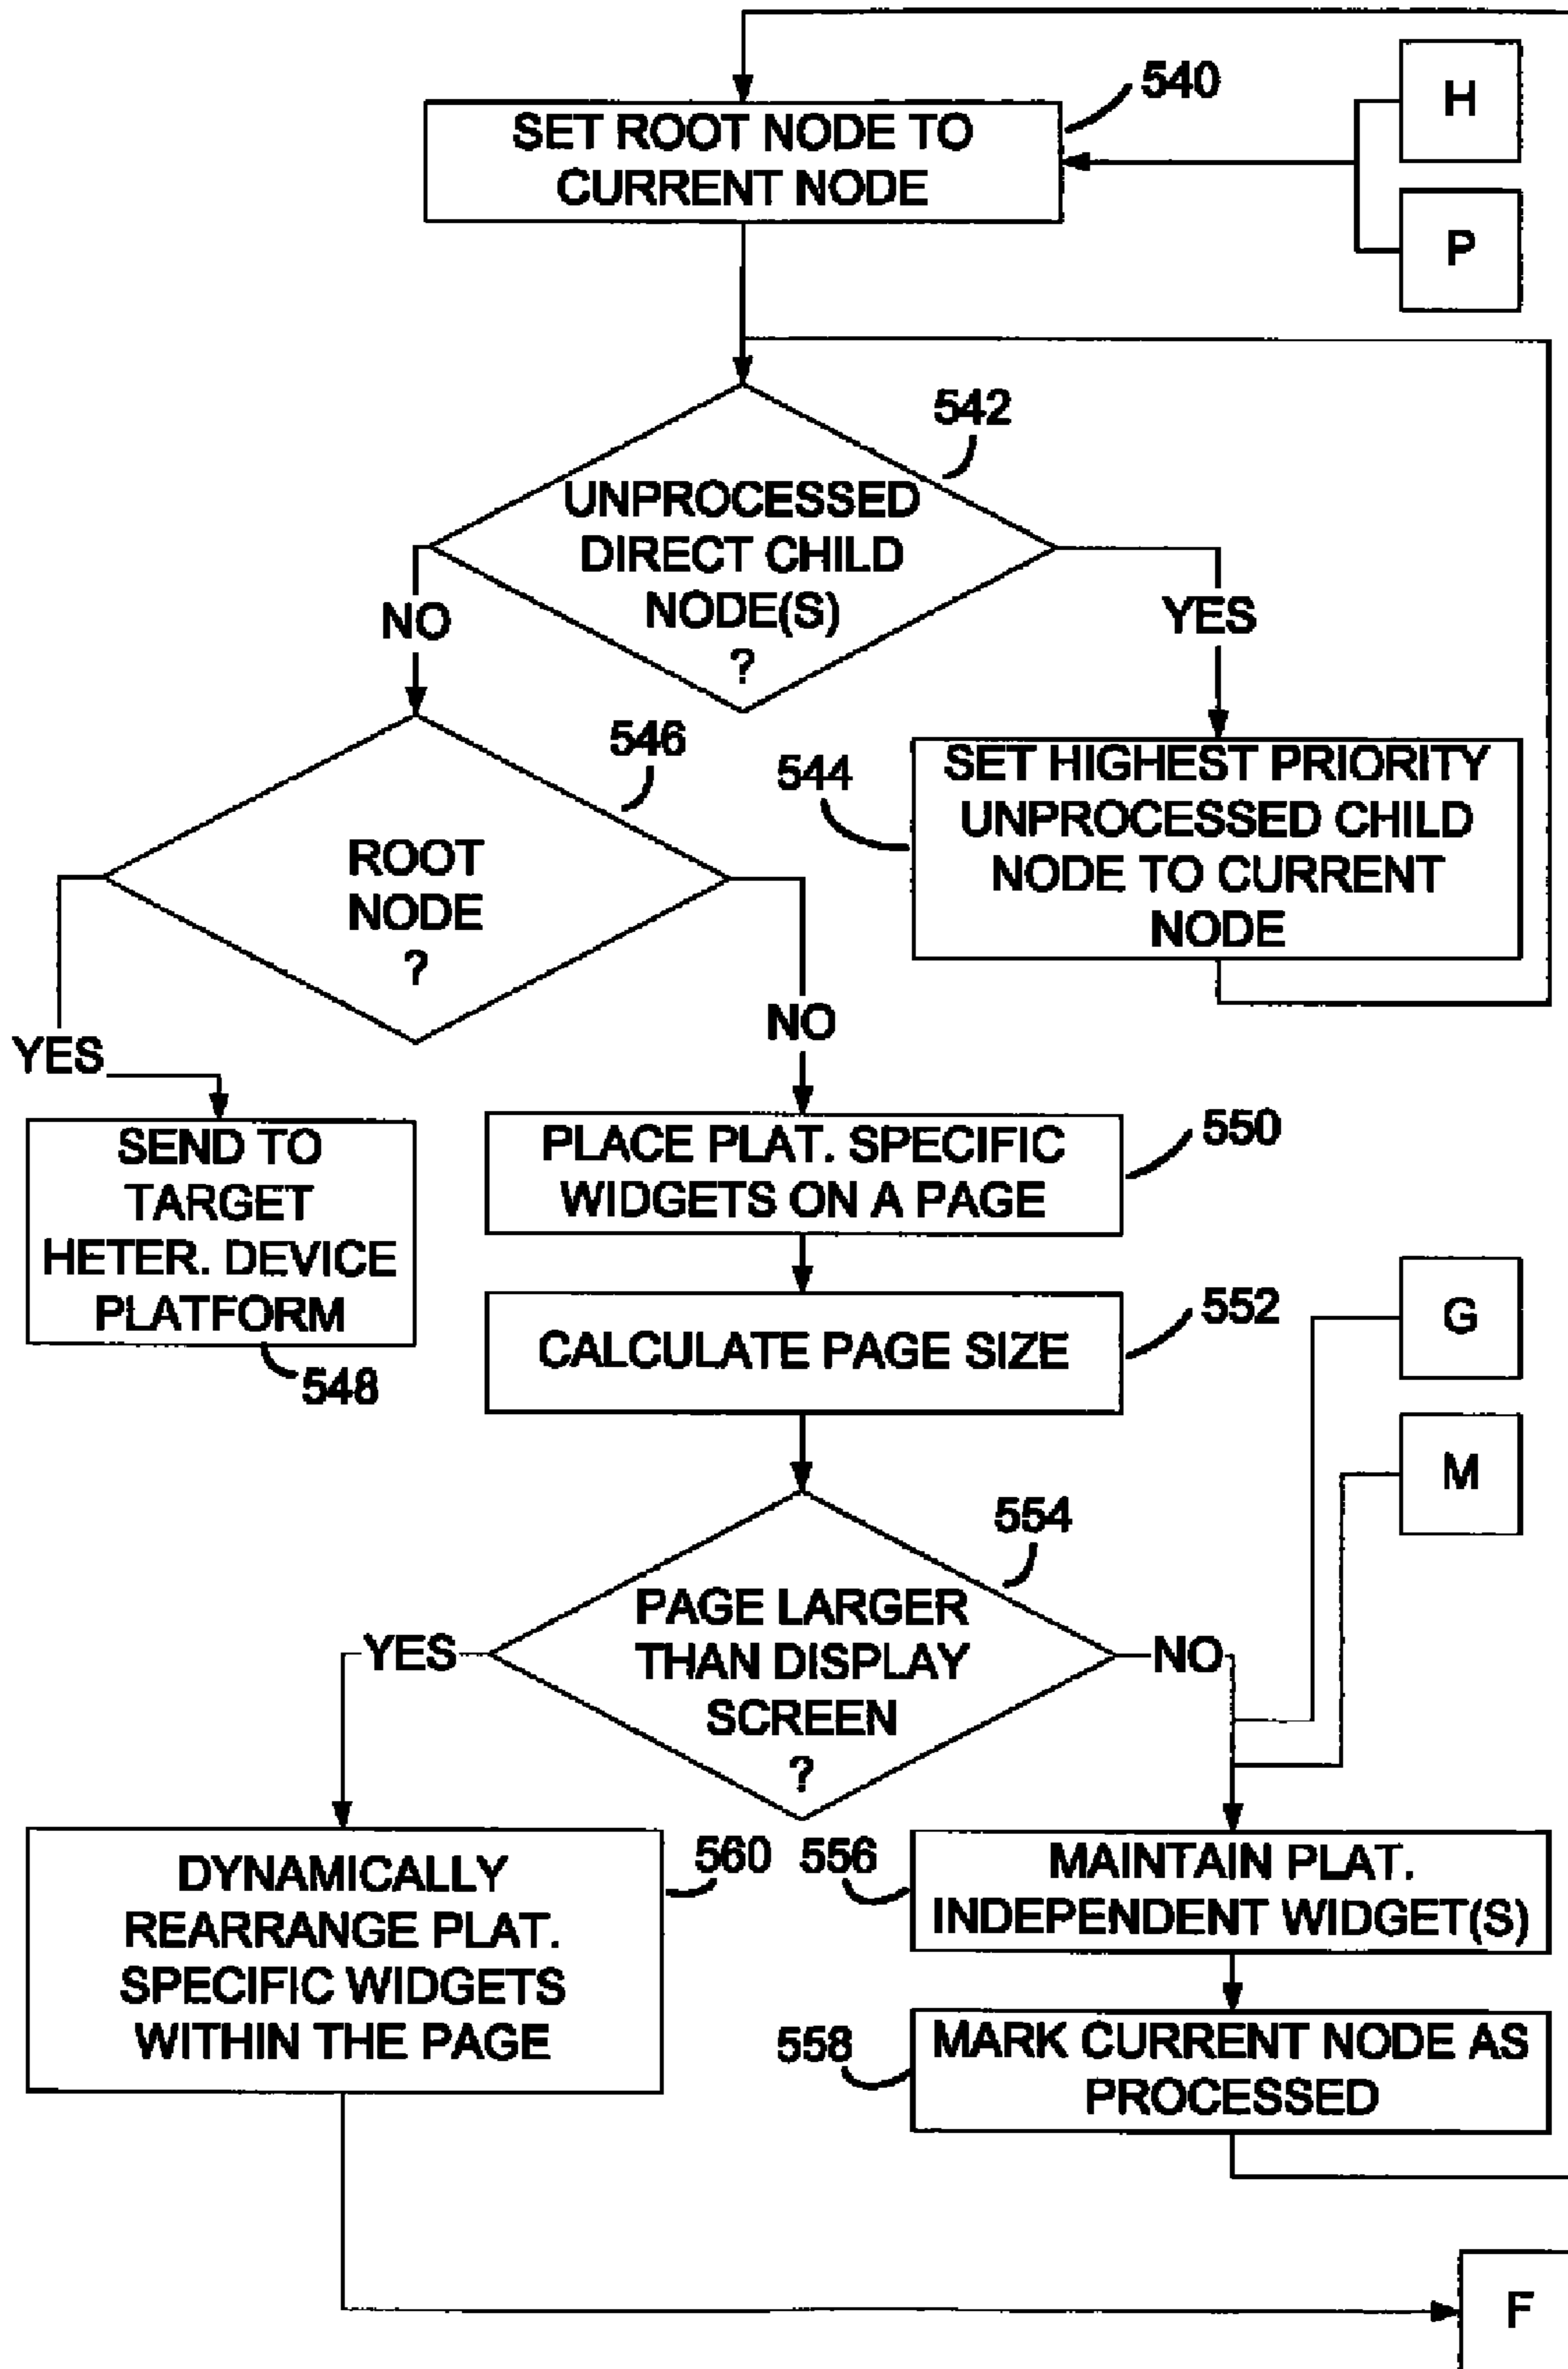 540
SET ROOT NODE TO
CURRENT NODE
H
P
542
UNPROCESSED
DIRECT CHILD
NODE(S)
?
NO
YES
546
ROOT
NODE
?
544
SET HIGHEST PRIORITY
UNPROCESSED CHILD
NODE TO CURRENT
NODE
YES
NO
SEND TO
TARGET
HETER. DEVICE
PLATFORM
548
PLACE PLAT. SPECIFIC
WIDGETS ON A PAGE
550
CALCULATE PAGE SIZE
552
G
M
554
PAGE LARGER
THAN DISPLAY
SCREEN
?
YES
NO
DYNAMICALLY
REARRANGE PLAT.
SPECIFIC WIDGETS
WITHIN THE PAGE
560
556
MAINTAIN PLAT.
INDEPENDENT WIDGET(S)
558
MARK CURRENT NODE AS
PROCESSED
F